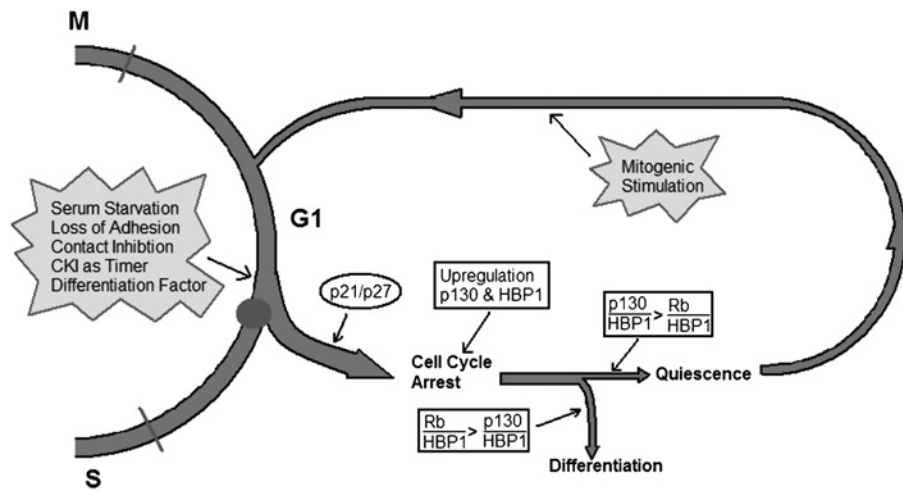 M
Serum Starvation
Loss of Adhesion
Contact Inhibtion
CKI as Timer
Differentiation Factor
G1
Mitogenic
Stimulation
p21/p27
Upregulation
p130 & HBP1
p130 > Rb
HBP1 HBP1
Cell Cycle
Arrest
Quiescence
Rb > p130
HBP1 HBP1
Differentiation
S